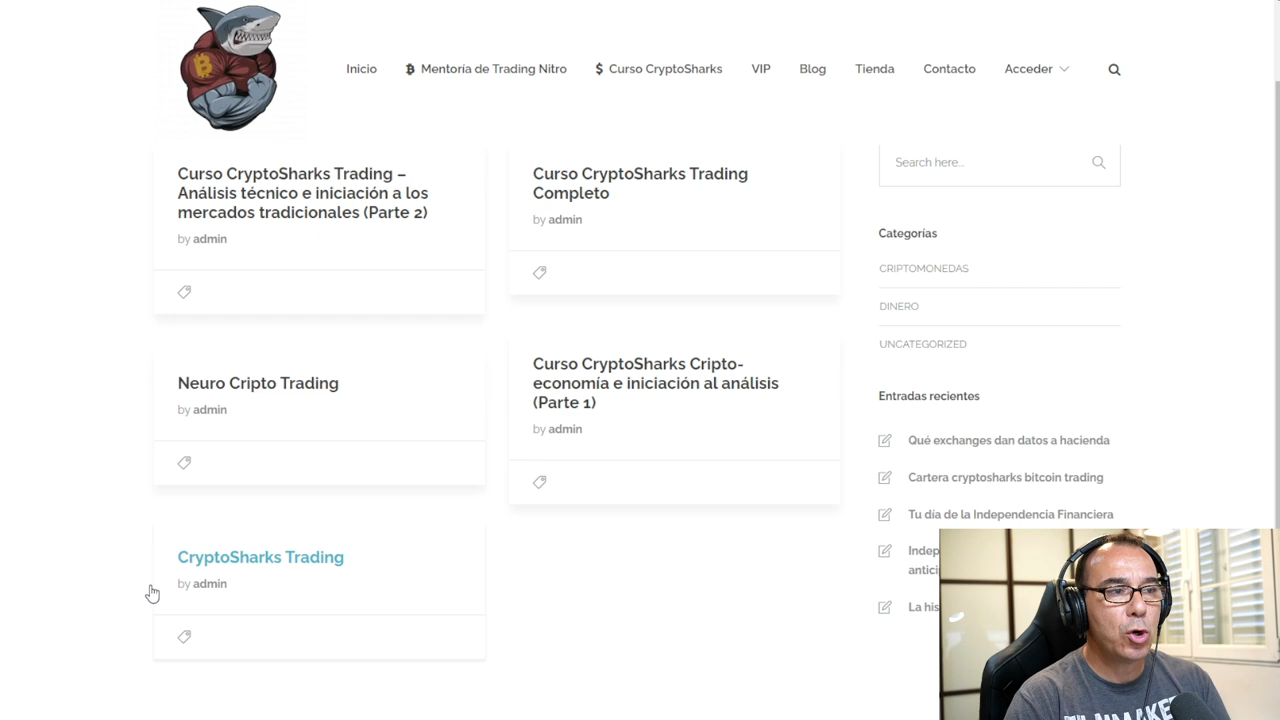 Inicio
Mentoría de Trading Nitro
$ Curso CryptoSharks
VIP
Blog
Tienda
Contacto
Acceder
Curso CryptoSharks Trading –
Análisis técnico e iniciación a los
mercados tradicionales (Parte 2)
by admin
Curso CryptoSharks Trading
Completo
by admin
Neuro Cripto Trading
by admin
Curso CryptoSharks Cripto-
economía e iniciación al análisis
(Parte 1)
by admin
CryptoSharks Trading
by admin
Search here...
Categorías
CRIPTOMONEDAS
DINERO
UNCATEGORIZED
Entradas recientes
Qué exchanges dan datos a hacienda
Cartera cryptosharks bitcoin trading
Tu día de la Independencia Financiera
La